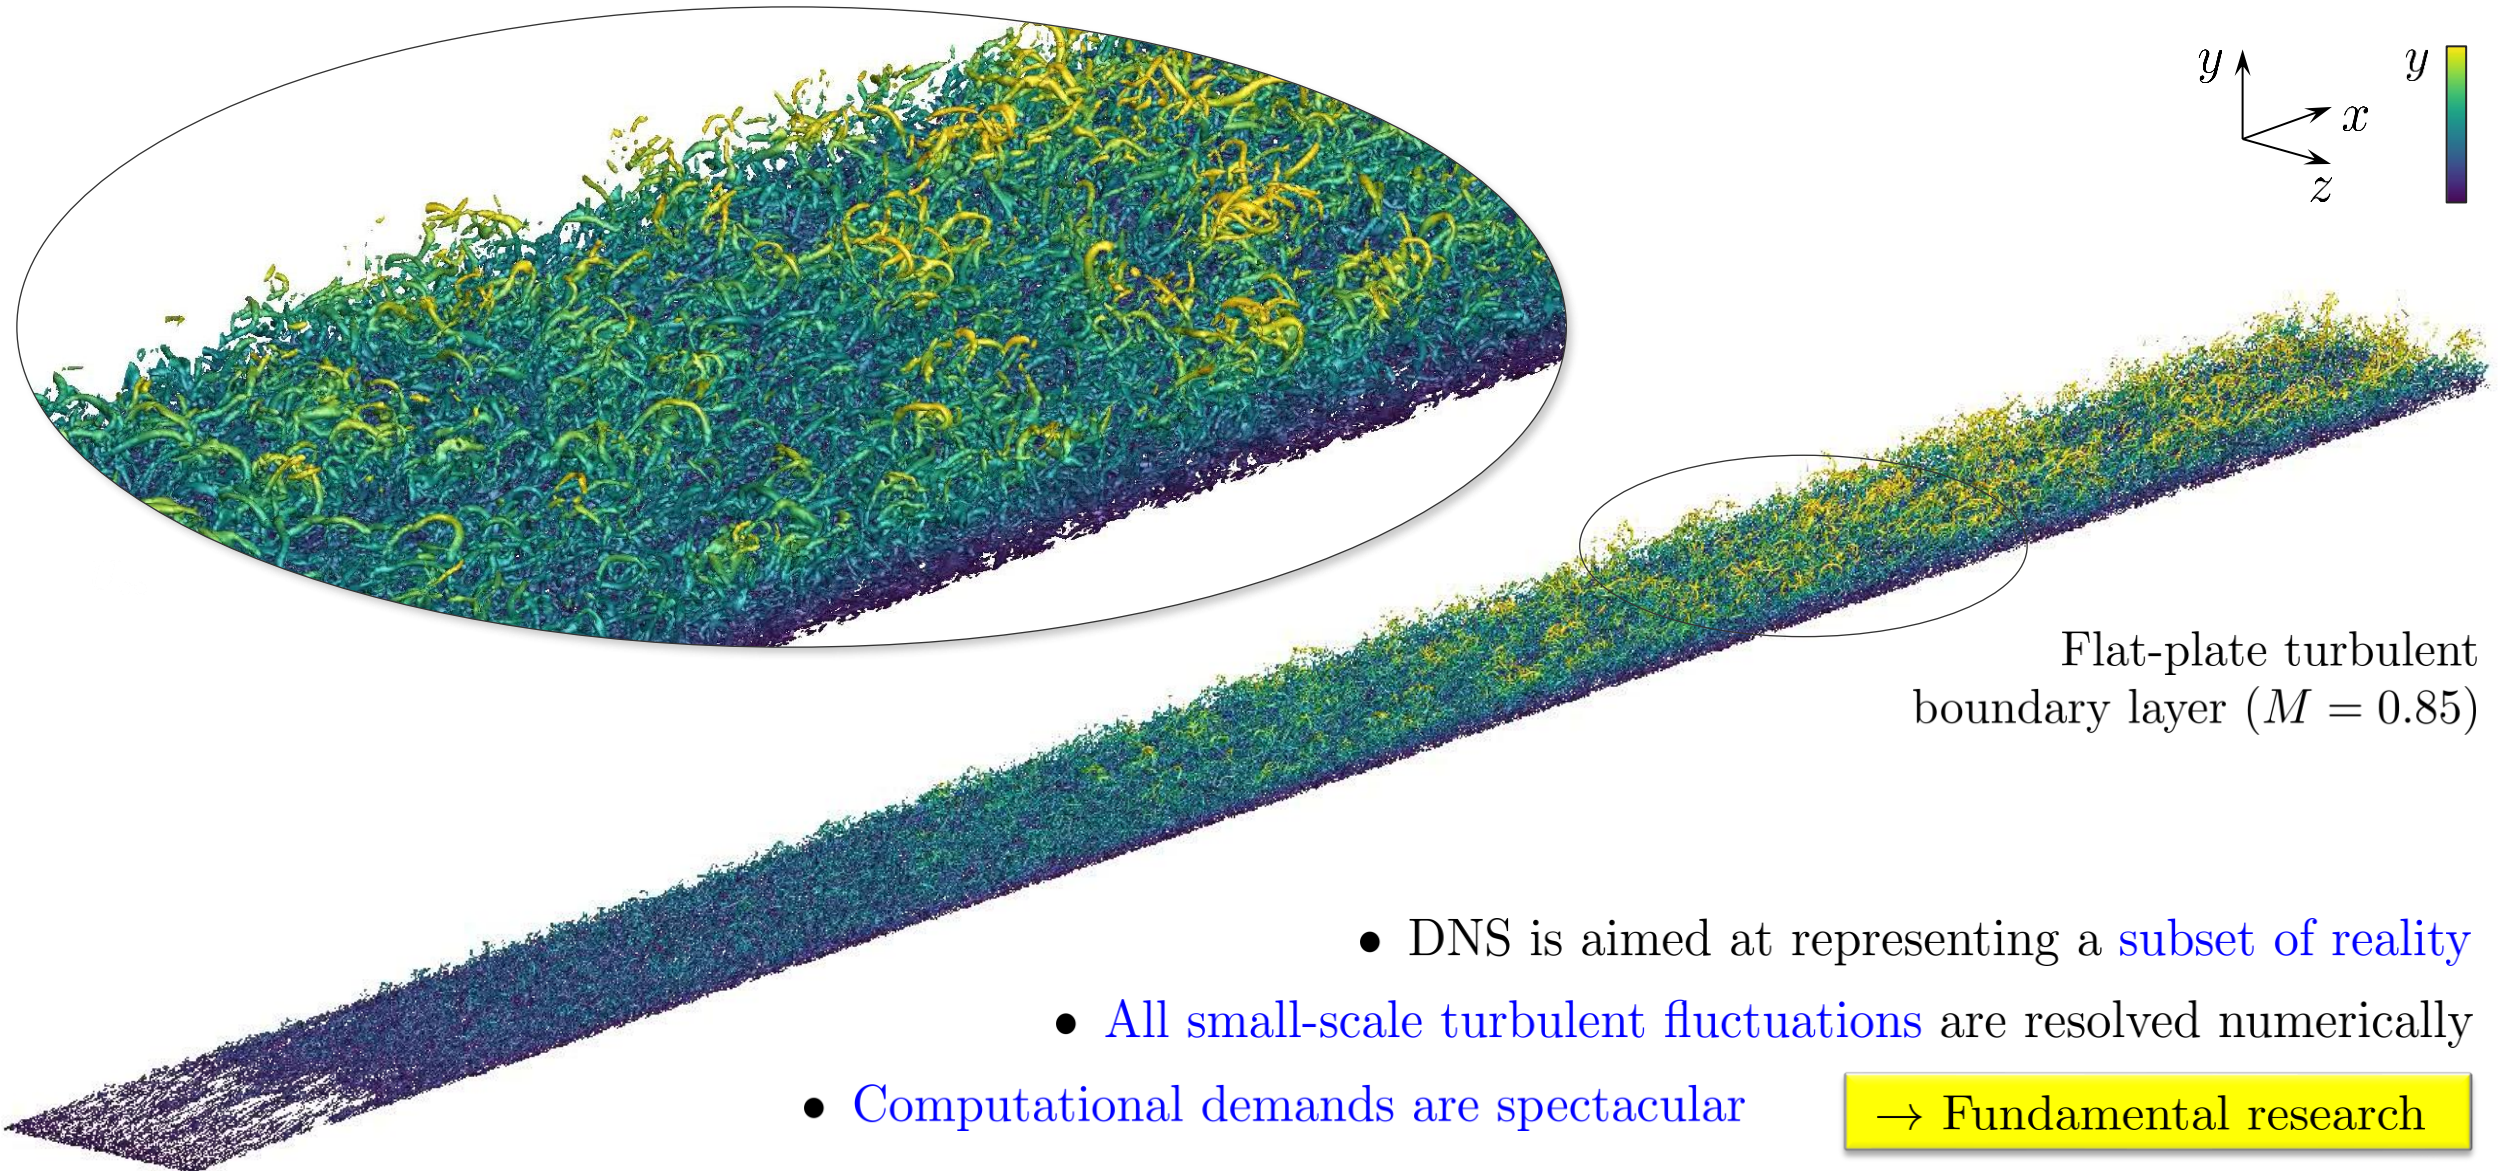 y
x
z
y
Flat-plate turbulent
boundary layer (M = 0.85)
• DNS is aimed at representing a subset of reality
• All small-scale turbulent fluctuations are resolved numerically
• Computational demands are spectacular
→ Fundamental research